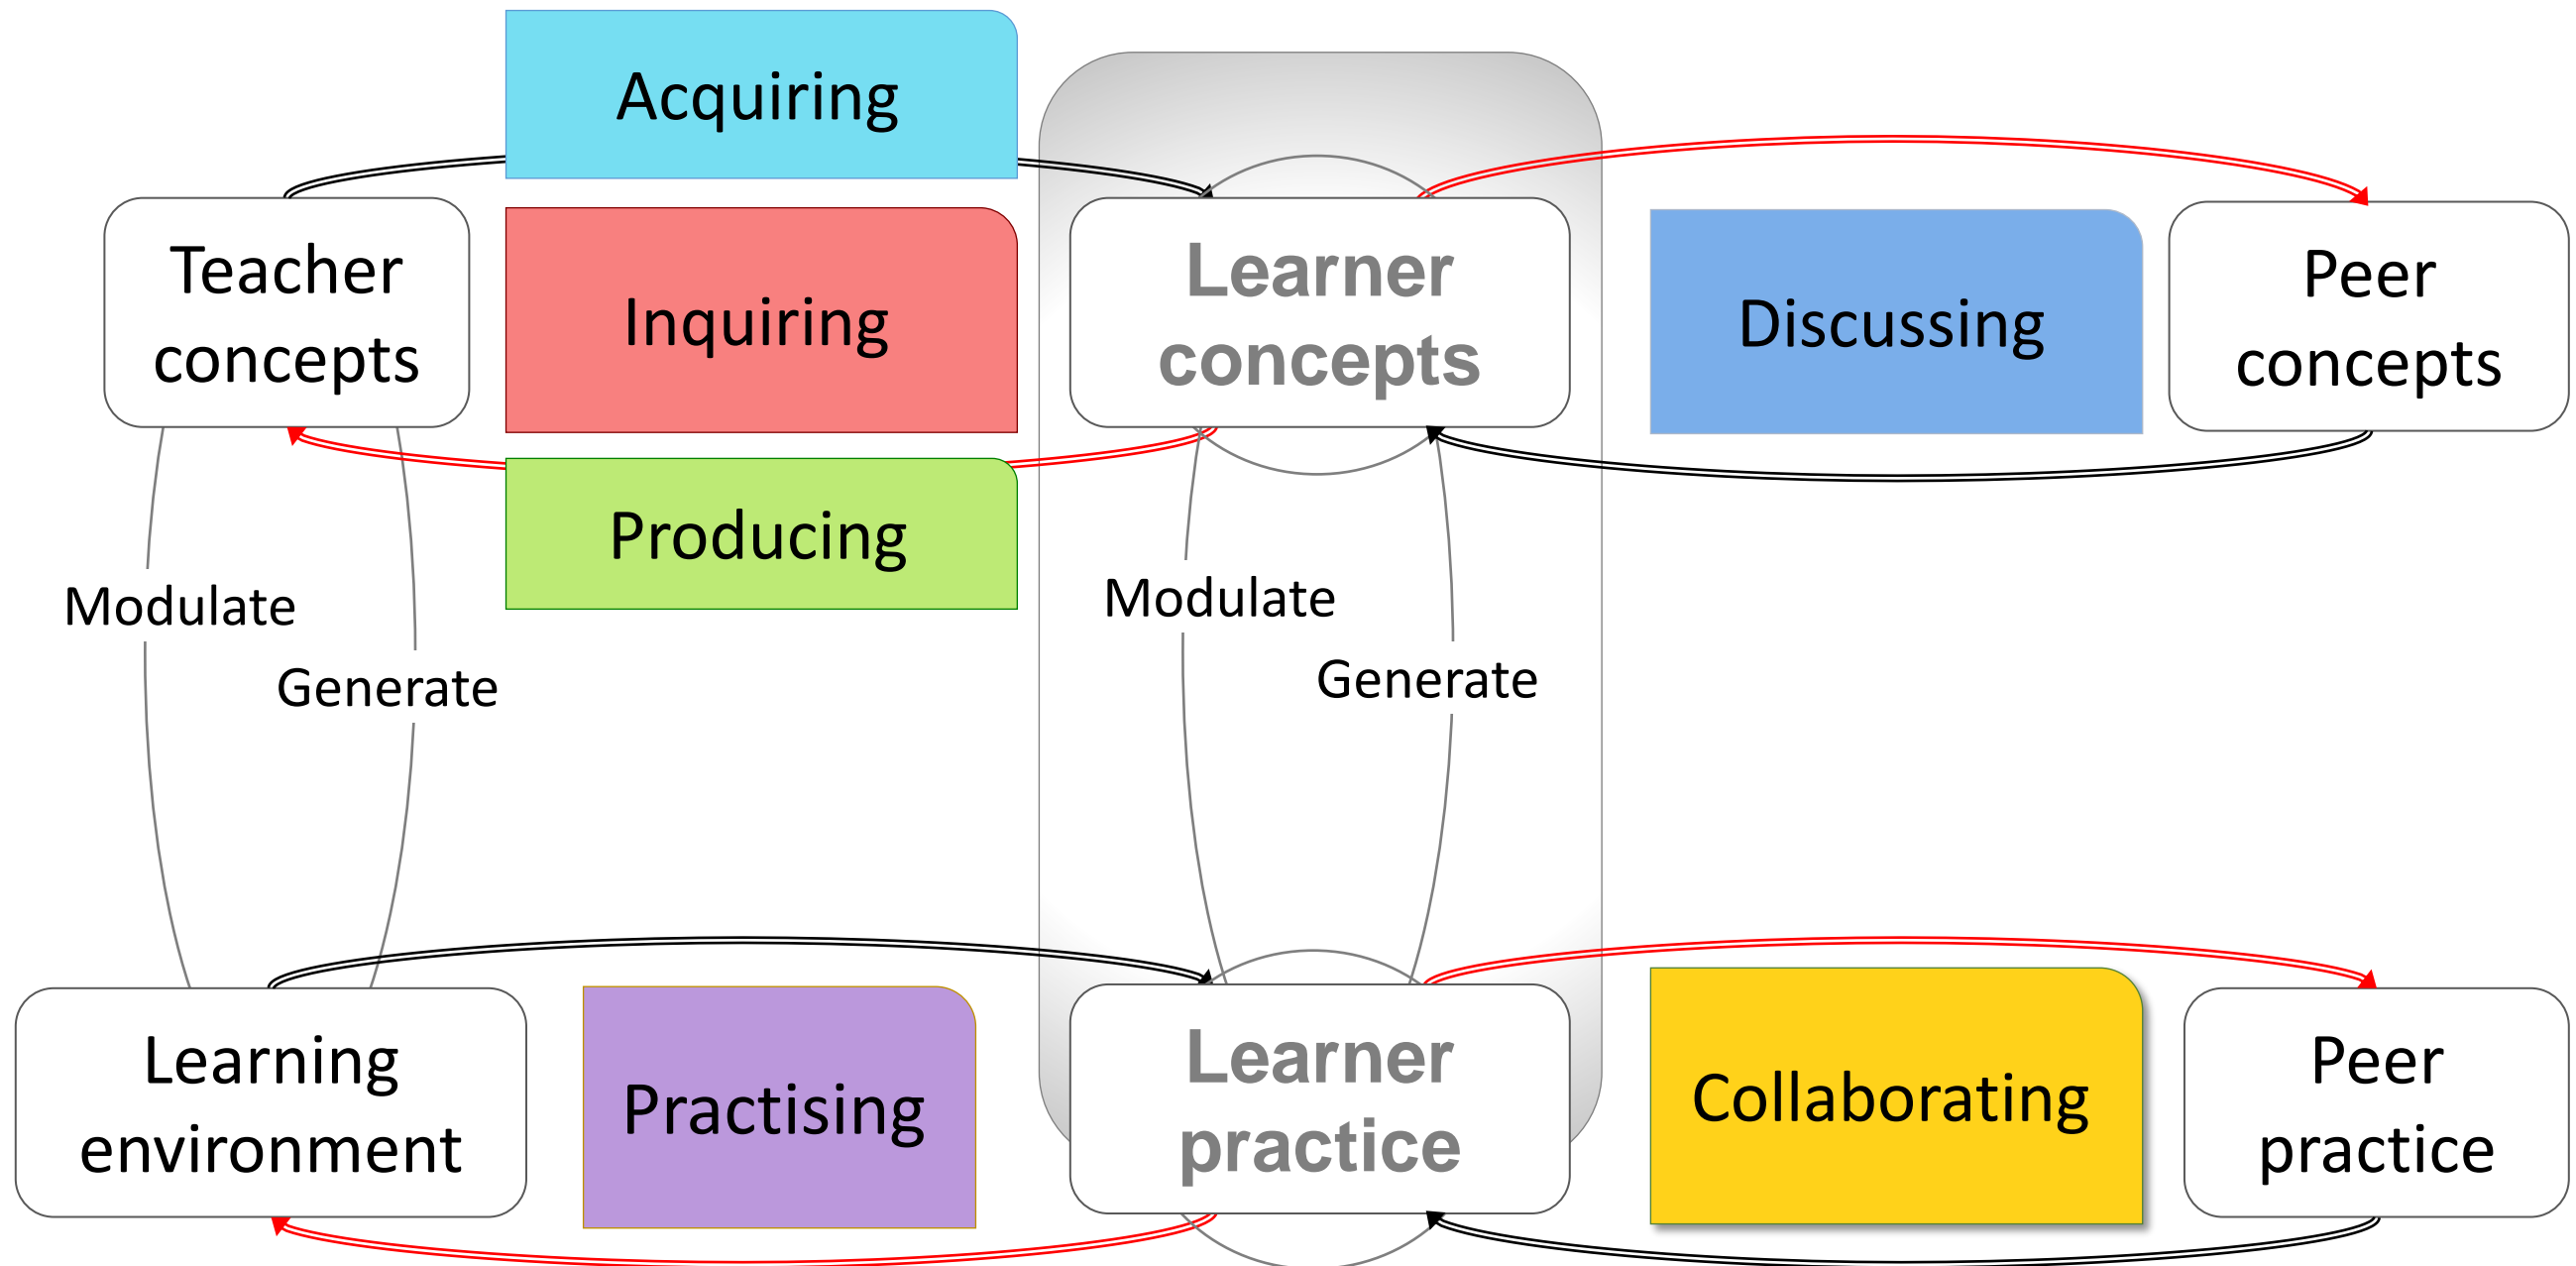 Acquiring
Teacher
concepts
Inquiring
Learner
concepts
Discussing
Peer
concepts
Producing
Modulate
Generate
Modulate
Generate
Learning
environment
Practising
Learner
practice
Collaborating
Peer
practice